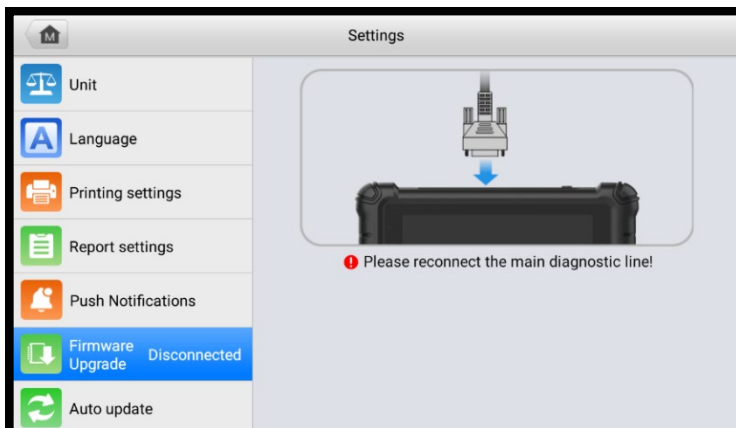 M
Settings
Unit
A
Language
Printing settings
Report settings
Push Notifications
Firmware
Upgrade
Disconnected
Auto update
Please reconnect the main diagnostic line!